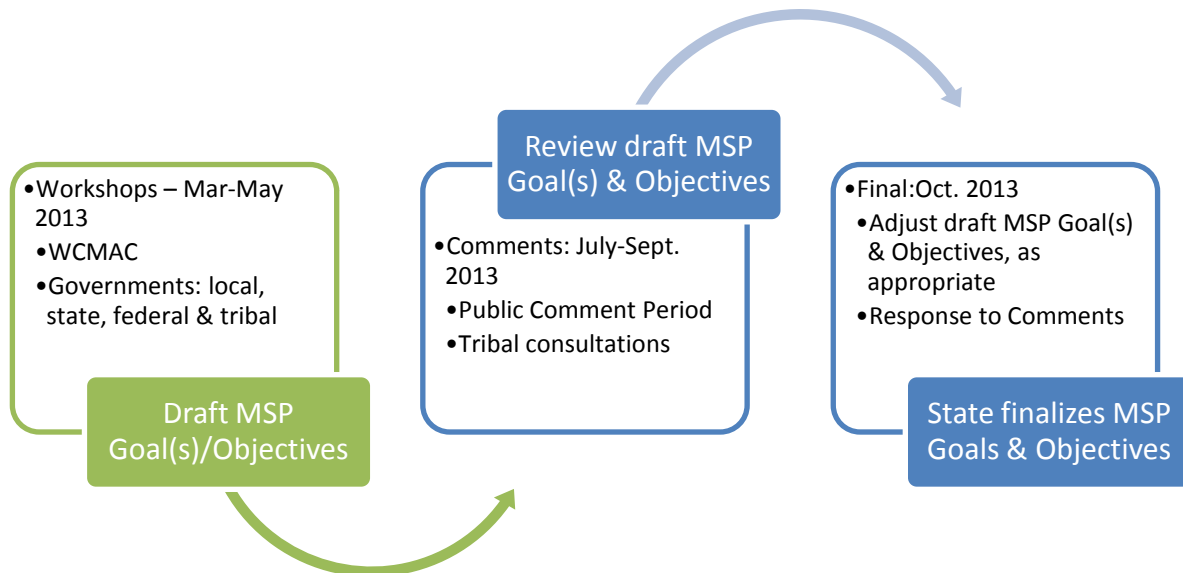 •Workshops – Mar-May
2013
•WCMAC
•Governments: local,
state, federal & tribal
Draft MSP
Goal(s)/Objectives
Review draft MSP
Goal(s) & Objectives
•Comments: July-Sept.
2013
•Public Comment Period
•Tribal consultations
•Final:Oct. 2013
•Adjust draft MSP Goal(s)
& Objectives, as
appropriate
•Response to Comments
State finalizes MSP
Goals & Objectives